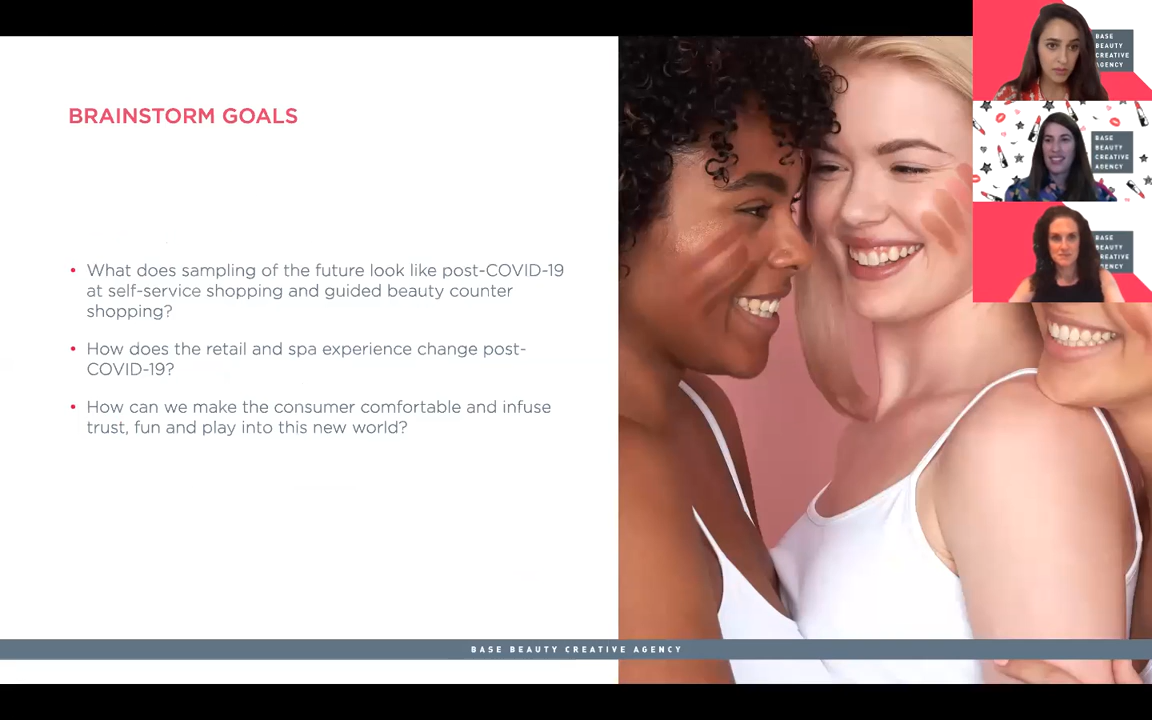 BRAINSTORM GOALS
• What does sampling of the future look like post-COVID-19
at self-service shopping and guided beauty counter
shopping?
• How does the retail and spa experience change post-
COVID-19?
• How can we make the consumer comfortable and infuse
trust, fun and play into this new world?
BASE BEAUTY CREATIVE AGENCY
BASE
BEAUTY
CREATIVE
AGENCY
BASE
BEAUTY
CREATIVE
AGENCY
BASE
BEAUTY
CREATIVE
AGENCY